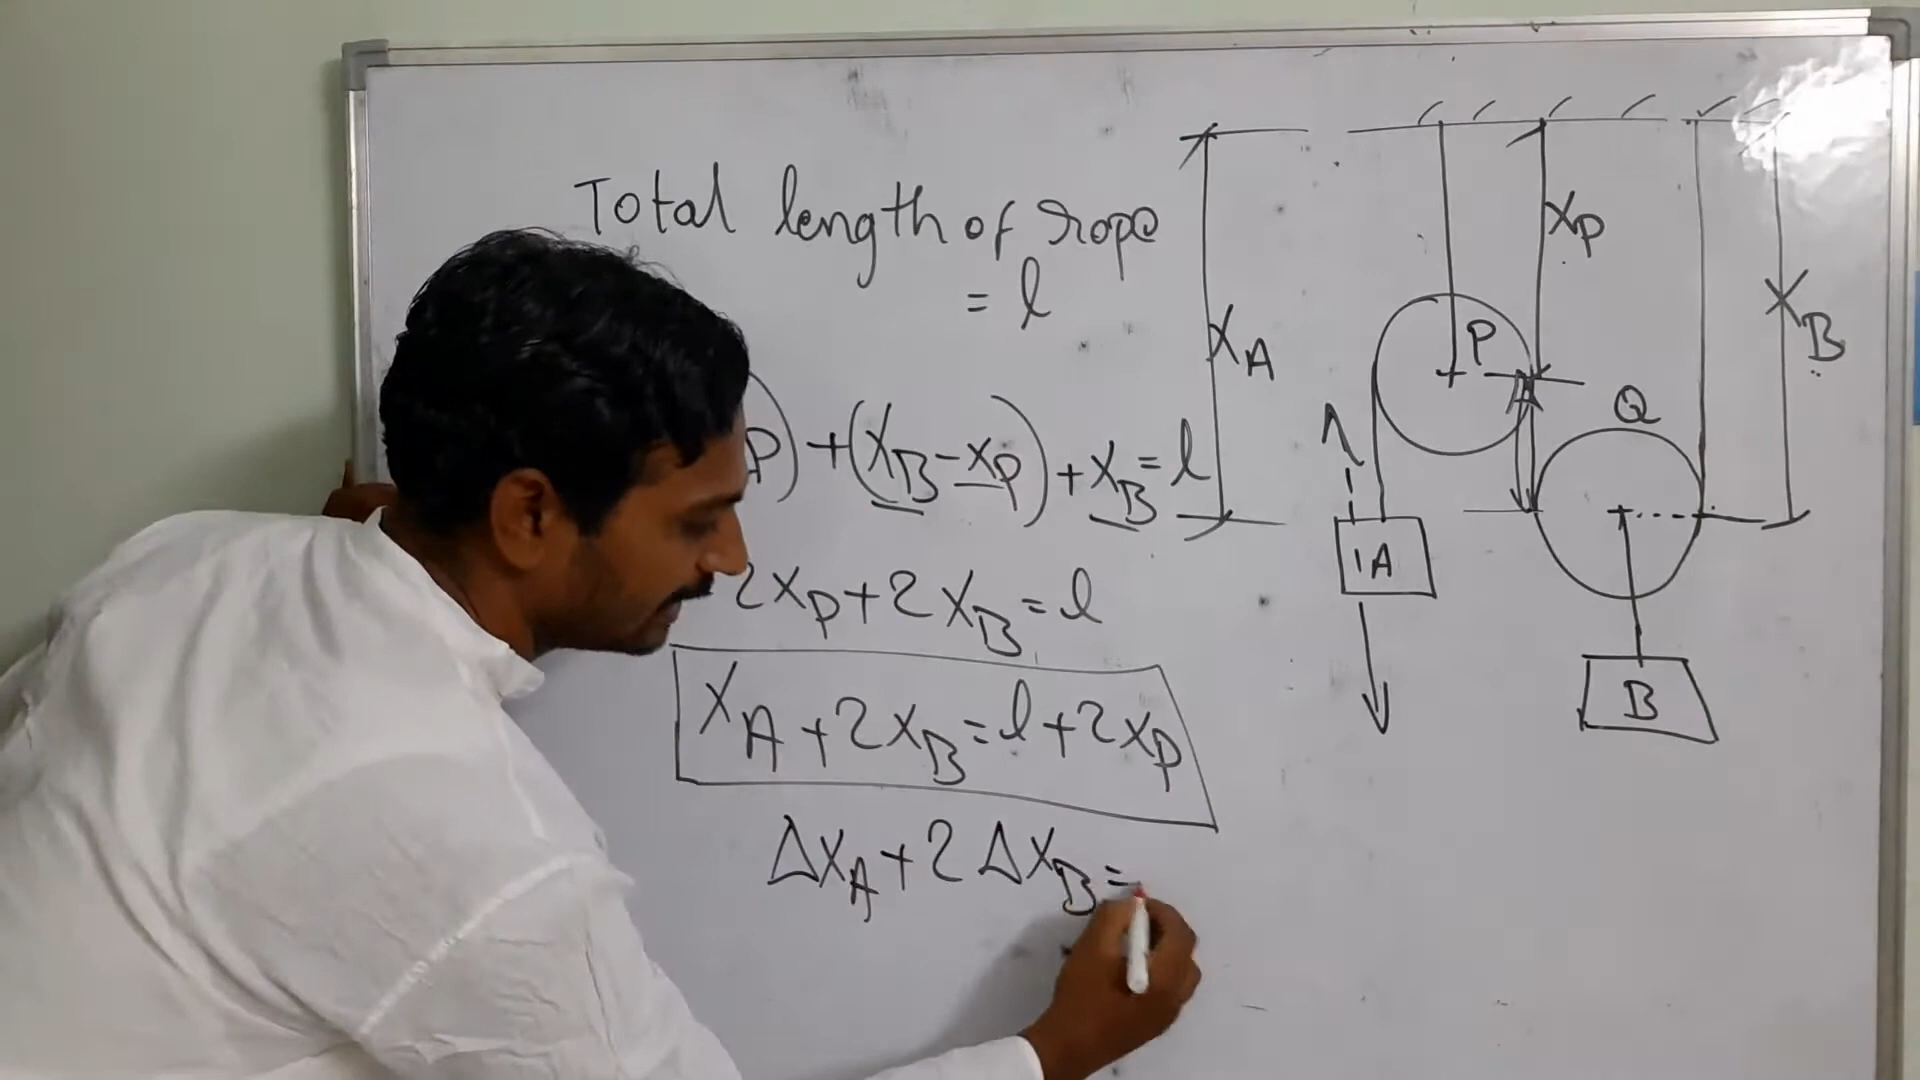 Total length of rope
= l
P) + (XB - XP) + XB = l
2XP + 2XB = l
XA + 2XB = l + 2XP
ΔXA + 2ΔXB =
XA
XP
XB
P
Q
A
B